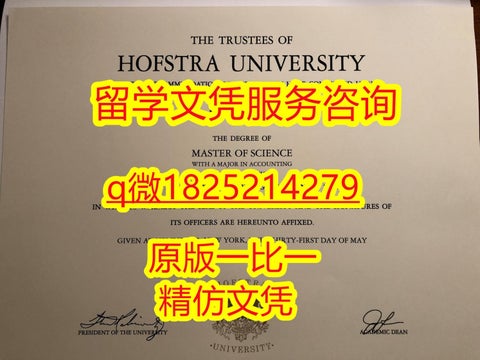 THE TRUSTEES OF
HOFSTRA UNIVERSITY
留学文凭服务咨询
THE DEGREE OF
MASTER OF SCIENCE
WITH A MAJOR IN ACCOUNTING
q微1825214279
ITS OFFICERS ARE HEREUNTO AFFIXED.
GIVEN YORK, DAY OF MAY
原版一比一
精仿文凭
PRESIDENT OF THE UNIVERSITY
ACADEMIC DEAN
·UNIVERSITY·